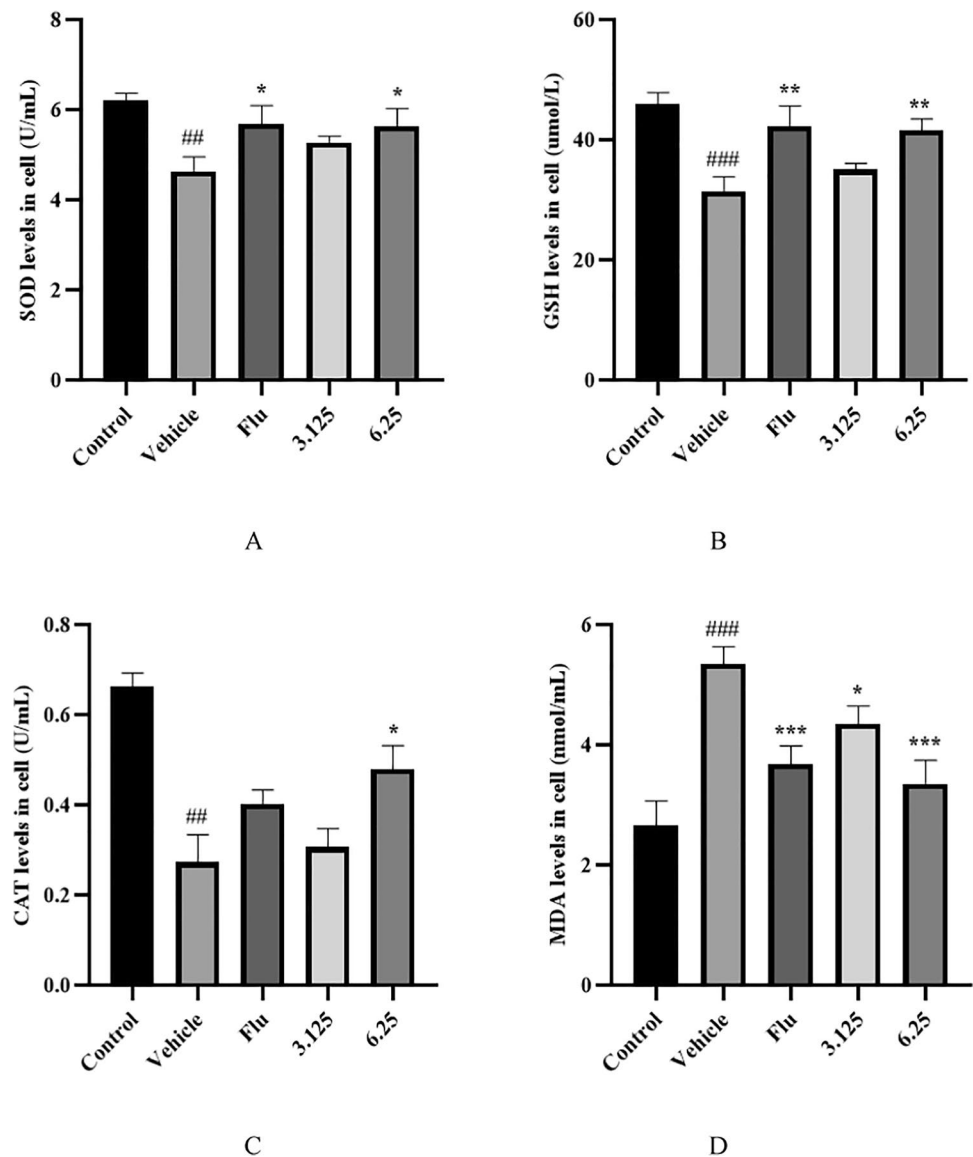 SOD levels in cell (U/mL)
8
6
4
2
0
##
*
*
Control
Vehicle
Flu
3.125
6.25
A
GSH levels in cell (umol/L)
60
40
20
0
###
**
**
Control
Vehicle
Flu
3.125
6.25
B
CAT levels in cell (U/mL)
0.8
0.6
0.4
0.2
0.0
##
*
Control
Vehicle
Flu
3.125
6.25
C
MDA levels in cell (nmol/mL)
6
4
2
0
###
***
*
***
Control
Vehicle
Flu
3.125
6.25
D